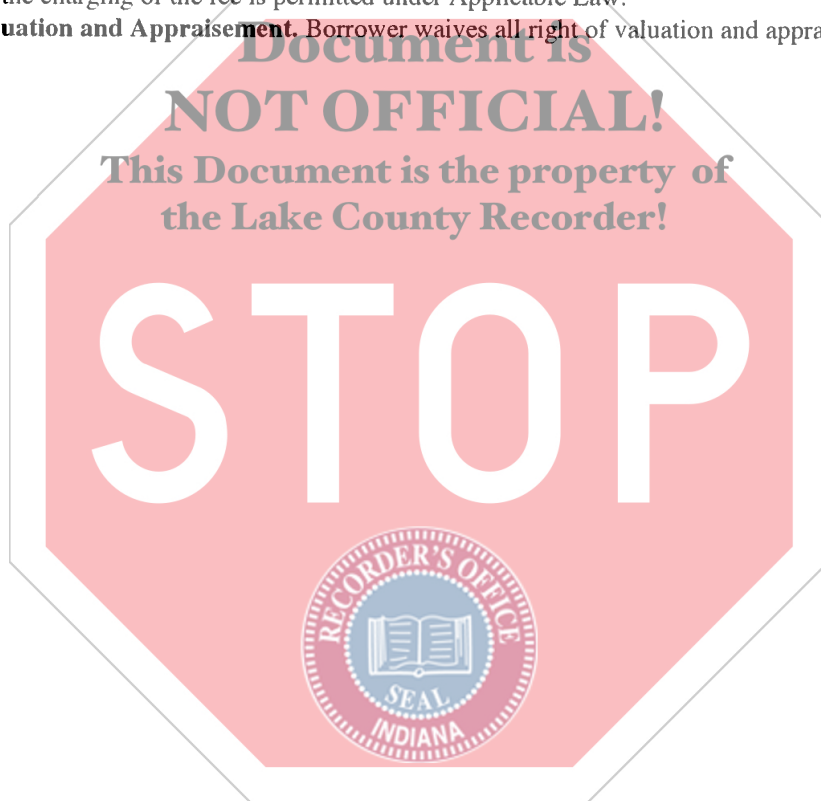 the charging of the fee is permitted under Applicable Law.
uation and Appraisement. Borrower waives all right of valuation and appra
Document is
NOT OFFICIAL!
This Document is the property of
the Lake County Recorder!
STOP
RECORDER'S OFFICE
SEAL
INDIANA